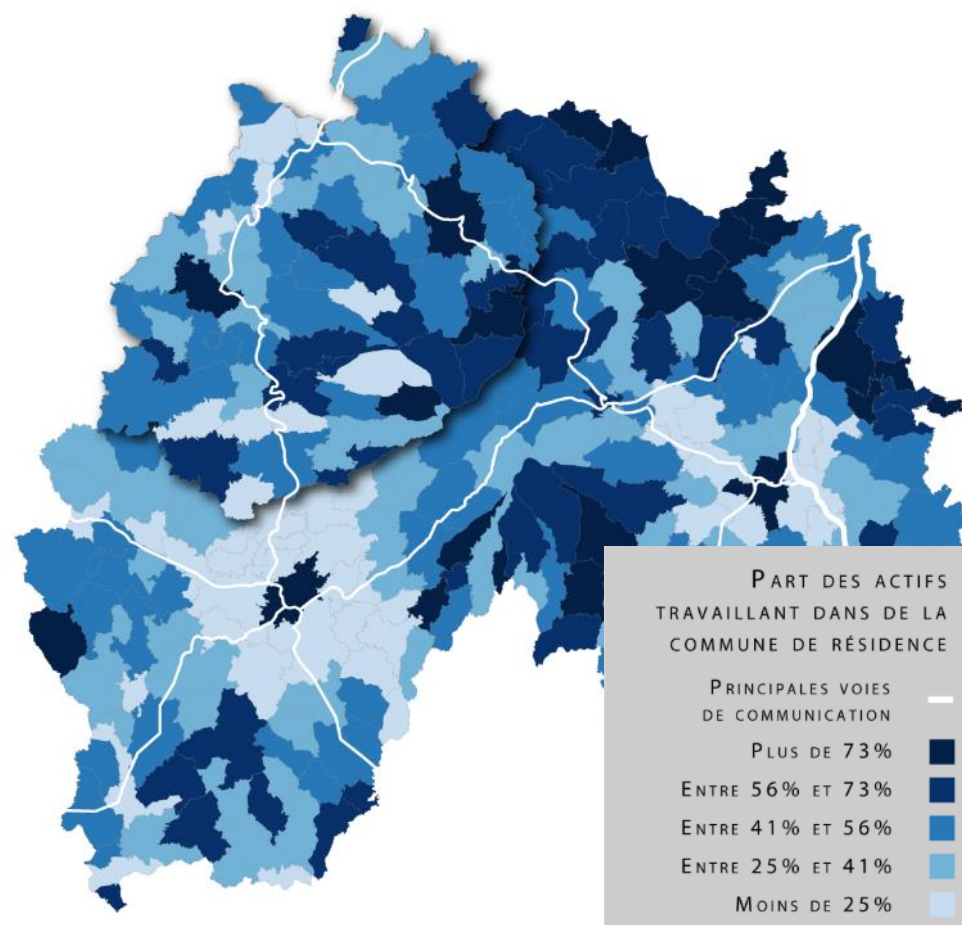 PART DES ACTIFS
TRAVAILLANT DANS DE LA
COMMUNE DE RÉSIDENCE
PRINCIPALES VOIES
DE COMMUNICATION
PLUS DE 73%
ENTRE 56% ET 73%
ENTRE 41% ET 56%
ENTRE 25% ET 41%
MOINS DE 25%